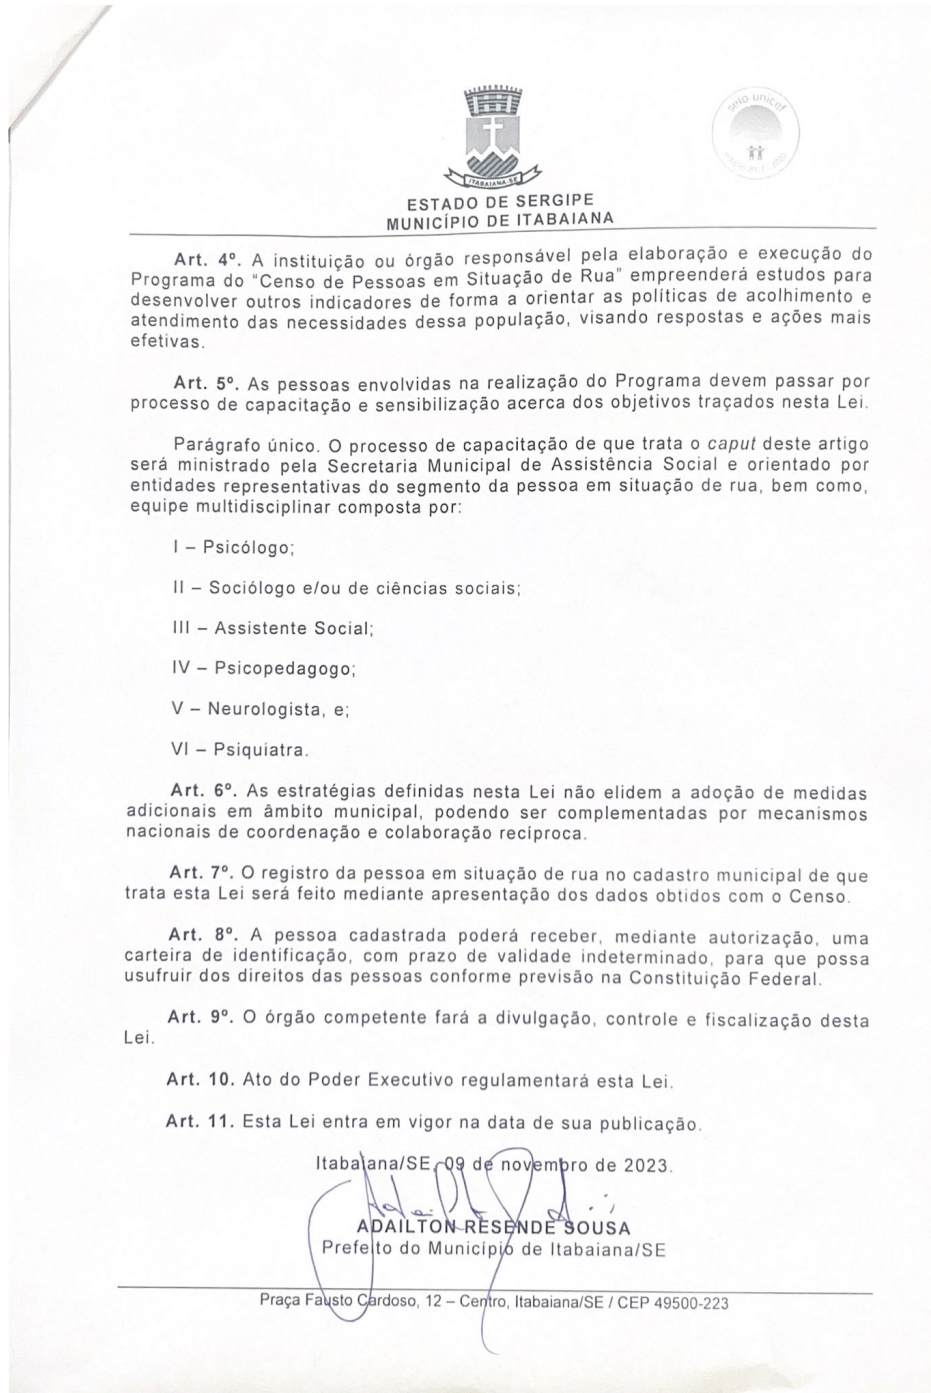 selo unicef
ITABAIANA-SE
ESTADO DE SERGIPE
MUNICÍPIO DE ITABAIANA
Art. 4º. A instituição ou órgão responsável pela elaboração e execução do
Programa do “Censo de Pessoas em Situação de Rua” empreenderá estudos para
desenvolver outros indicadores de forma a orientar as políticas de acolhimento e
atendimento das necessidades dessa população, visando respostas e ações mais
efetivas.
Art. 5º. As pessoas envolvidas na realização do Programa devem passar por
processo de capacitação e sensibilização acerca dos objetivos traçados nesta Lei.
Parágrafo único. O processo de capacitação de que trata o caput deste artigo
será ministrado pela Secretaria Municipal de Assistência Social e orientado por
entidades representativas do segmento da pessoa em situação de rua, bem como,
equipe multidisciplinar composta por:
I – Psicólogo;
II – Sociólogo e/ou de ciências sociais;
III – Assistente Social;
IV – Psicopedagogo;
V – Neurologista, e;
VI – Psiquiatra.
Art. 6º. As estratégias definidas nesta Lei não elidem a adoção de medidas
adicionais em âmbito municipal, podendo ser complementadas por mecanismos
nacionais de coordenação e colaboração recíproca.
Art. 7º. O registro da pessoa em situação de rua no cadastro municipal de que
trata esta Lei será feito mediante apresentação dos dados obtidos com o Censo.
Art. 8º. A pessoa cadastrada poderá receber, mediante autorização, uma
carteira de identificação, com prazo de validade indeterminado, para que possa
usufruir dos direitos das pessoas conforme previsão na Constituição Federal.
Art. 9º. O órgão competente fará a divulgação, controle e fiscalização desta
Lei.
Art. 10. Ato do Poder Executivo regulamentará esta Lei.
Art. 11. Esta Lei entra em vigor na data de sua publicação.
Itabaiana/SE, 09 de novembro de 2023.
ADAILTON RESENDE SOUSA
Prefeito do Município de Itabaiana/SE
Praça Fausto Cardoso, 12 – Centro, Itabaiana/SE / CEP 49500-223